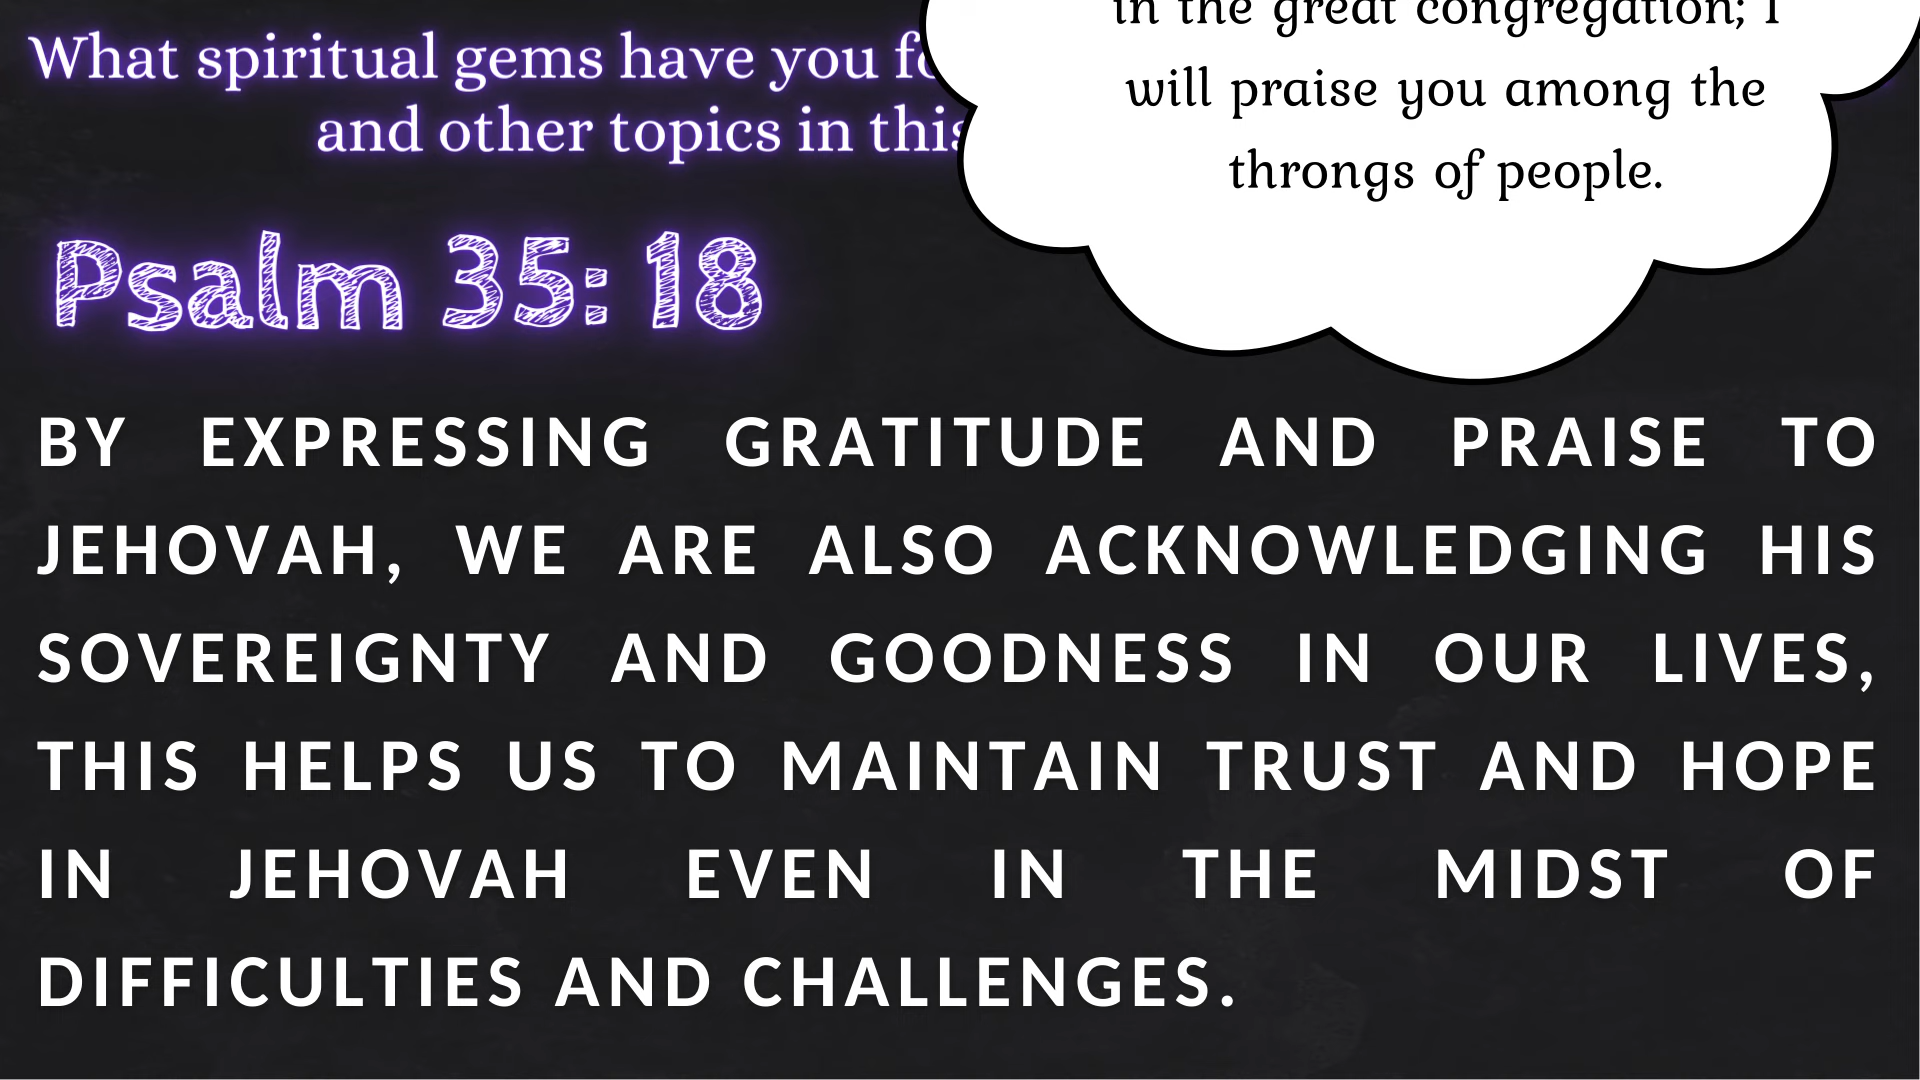 What spiritual gems have you
and other topics in this
Psalm 35: 18
in the great congregation; I
will praise you among the
throngs of people.
BY EXPRESSING GRATITUDE AND PRAISE TO
JEHOVAH, WE ARE ALSO ACKNOWLEDGING HIS
SOVEREIGNTY AND GOODNESS IN OUR LIVES,
THIS HELPS US TO MAINTAIN TRUST AND HOPE
IN JEHOVAH EVEN IN THE MIDST OF
DIFFICULTIES AND CHALLENGES.